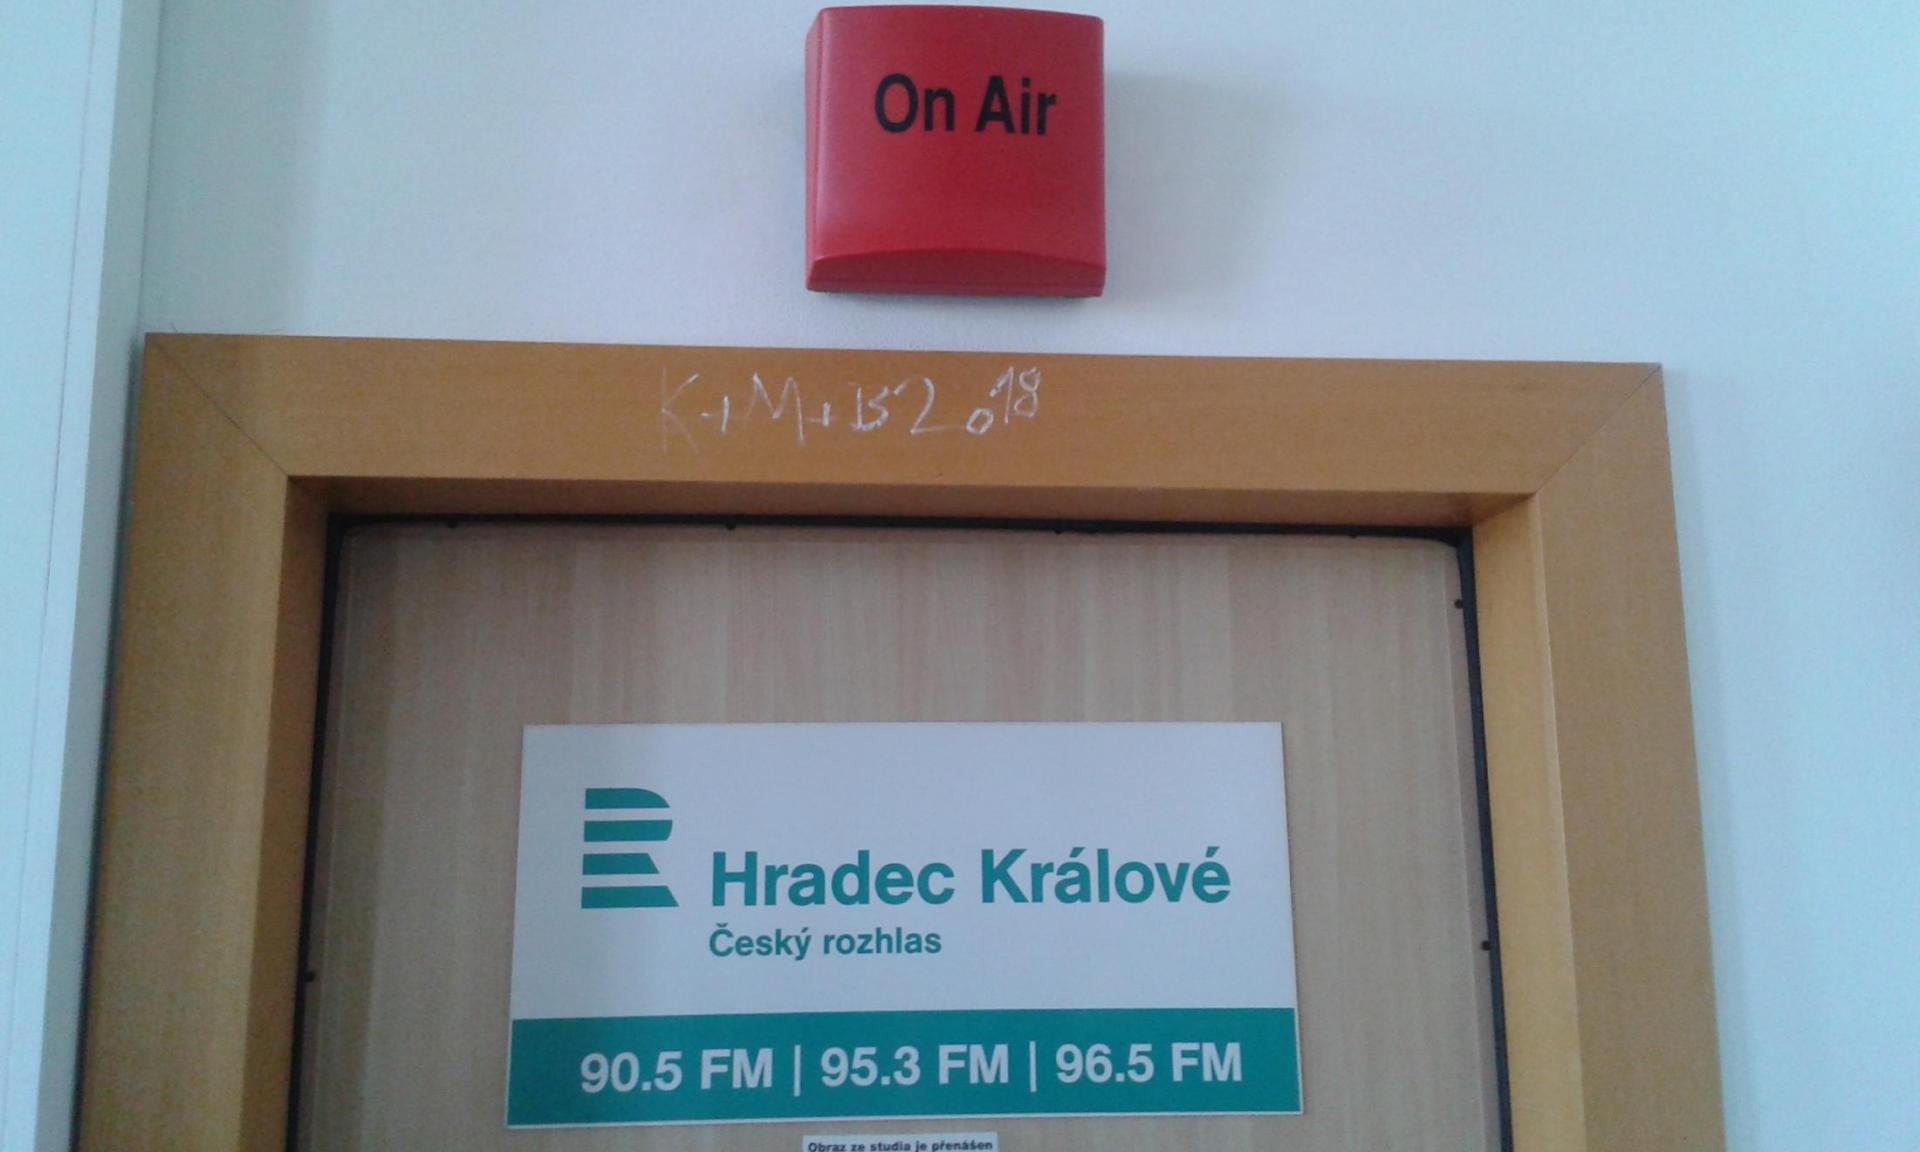 On Air
K+M+B 2018
Hradec Králové
Český rozhlas
90.5 FM | 95.3 FM | 96.5 FM
Obraz ze studia je přenášen